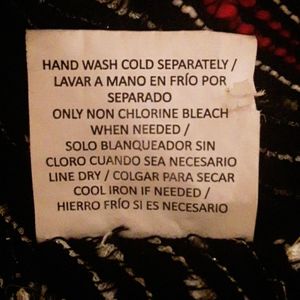 HAND WASH COLD SEPARATELY /
LAVAR A MANO EN FRÍO POR
SEPARADO
ONLY NON CHLORINE BLEACH
WHEN NEEDED /
SOLO BLANQUEADOR SIN
CLORO CUANDO SEA NECESARIO
LINE DRY / COLGAR PARA SECAR
COOL IRON IF NEEDED /
HIERRO FRÍO SI ES NECESARIO